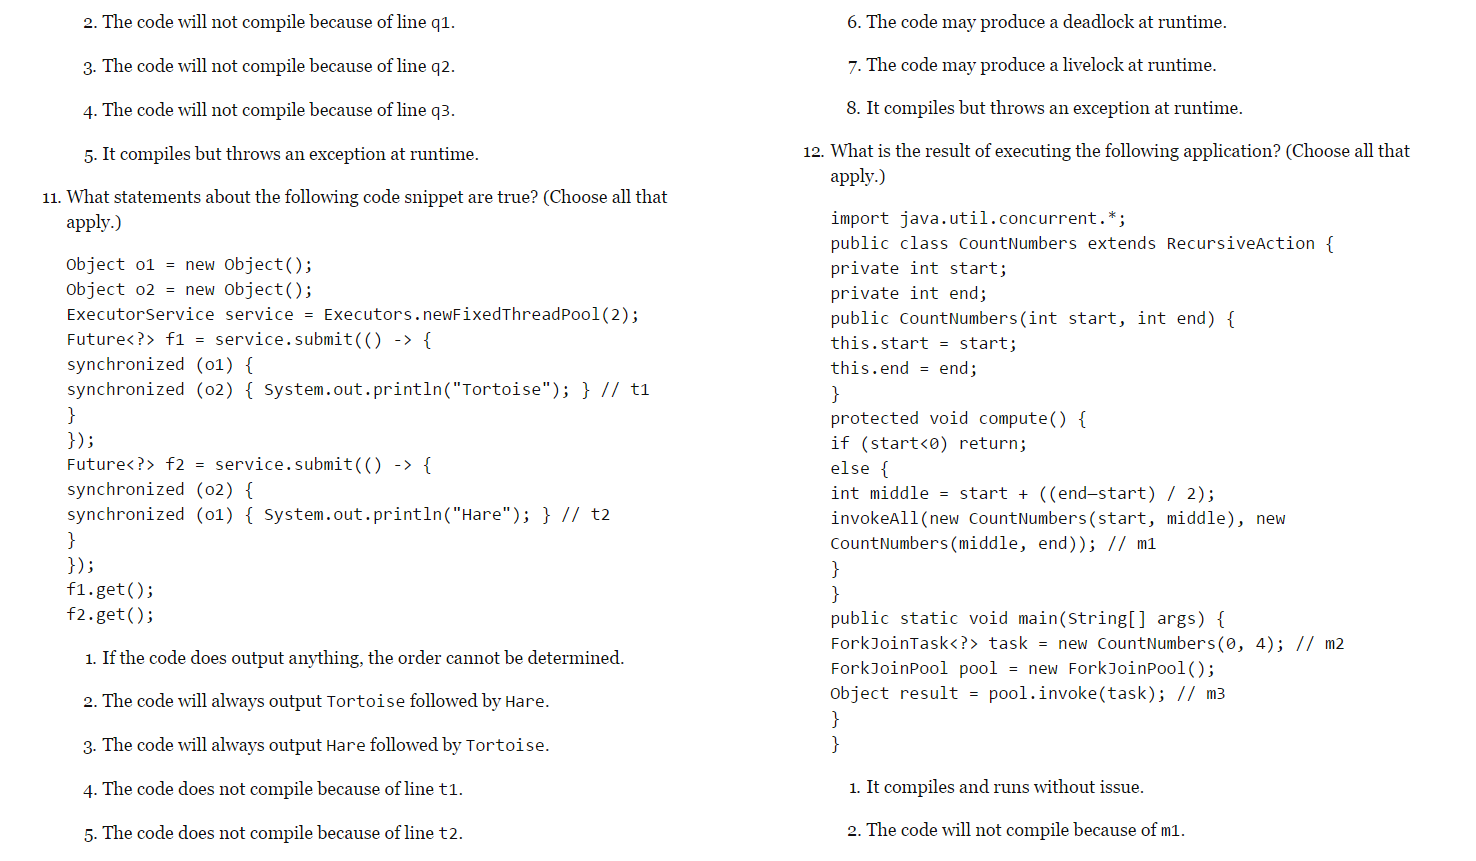 2. The code will not compile because of line q1.
3. The code will not compile because of line q2.
4. The code will not compile because of line q3.
5. It compiles but throws an exception at runtime.
11. What statements about the following code snippet are true? (Choose all that
apply.)
Object o1 = new Object();
Object o2 = new Object();
ExecutorService service = Executors.newFixedThreadPool(2);
Future<?> f1 = service.submit(() -> {
synchronized (o1) {
synchronized (o2) { System.out.println("Tortoise"); } // t1
}
});
Future<?> f2 = service.submit(() -> {
synchronized (o2) {
synchronized (o1) { System.out.println("Hare"); } // t2
}
});
f1.get();
f2.get();
1. If the code does output anything, the order cannot be determined.
2. The code will always output Tortoise followed by Hare.
3. The code will always output Hare followed by Tortoise.
4. The code does not compile because of line t1.
5. The code does not compile because of line t2.
6. The code may produce a deadlock at runtime.
7. The code may produce a livelock at runtime.
8. It compiles but throws an exception at runtime.
12. What is the result of executing the following application? (Choose all that
apply.)
import java.util.concurrent.*;
public class CountNumbers extends RecursiveAction {
private int start;
private int end;
public CountNumbers(int start, int end) {
this.start = start;
this.end = end;
}
protected void compute() {
if (start<0) return;
else {
int middle = start + ((end–start) / 2);
invokeAll(new CountNumbers(start, middle), new
CountNumbers(middle, end)); // m1
}
}
public static void main(String[] args) {
ForkJoinTask<?> task = new CountNumbers(0, 4); // m2
ForkJoinPool pool = new ForkJoinPool();
Object result = pool.invoke(task); // m3
}
}
1. It compiles and runs without issue.
2. The code will not compile because of m1.